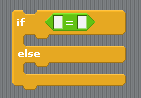 if =
else